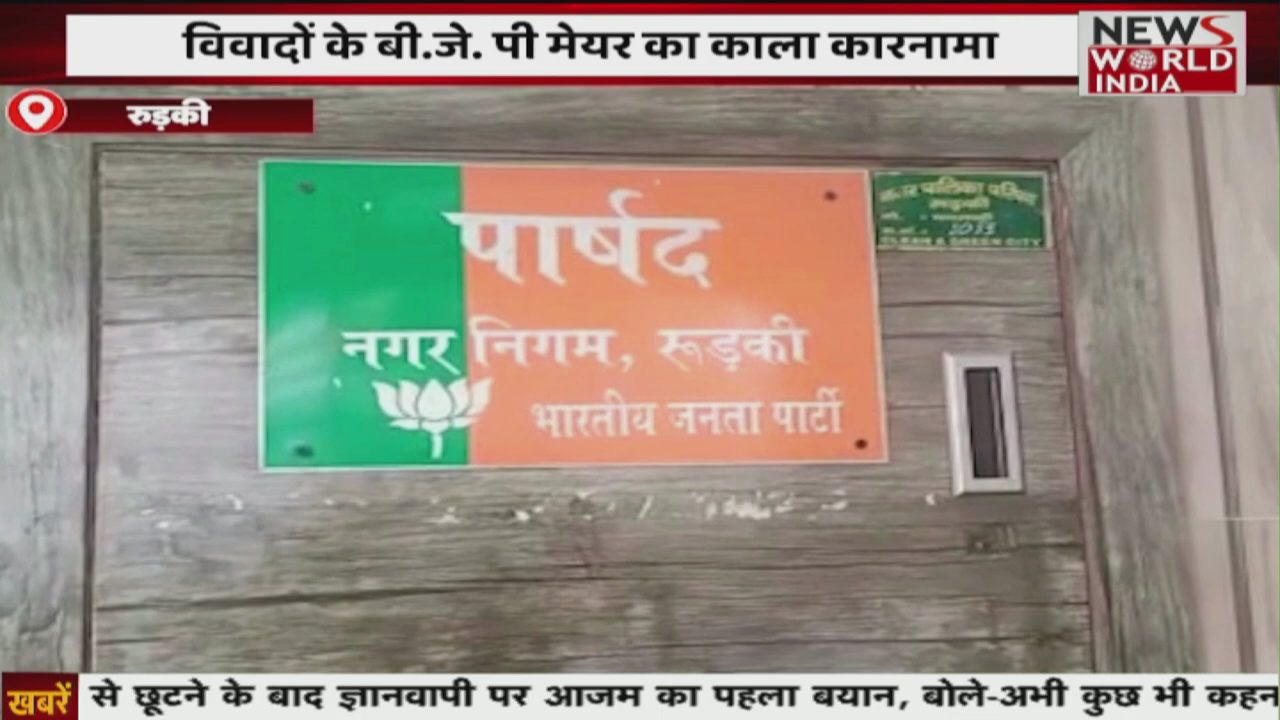 विवादों के बी.जे. पी मेयर का काला कारनामा
NEWS
WORLD
INDIA
रुड़की
पार्षद
नगर निगम, रूड़की
भारतीय जनता पार्टी
पालिका
2035
CLEAN & GREEN CITY
खबरें
से छूटने के बाद ज्ञानवापी पर आजम का पहला बयान, बोले-अभी कुछ भी कहन